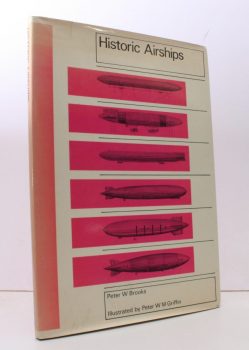 Historic Airships
Peter W Brooks
Illustrated by Peter W W Griffin